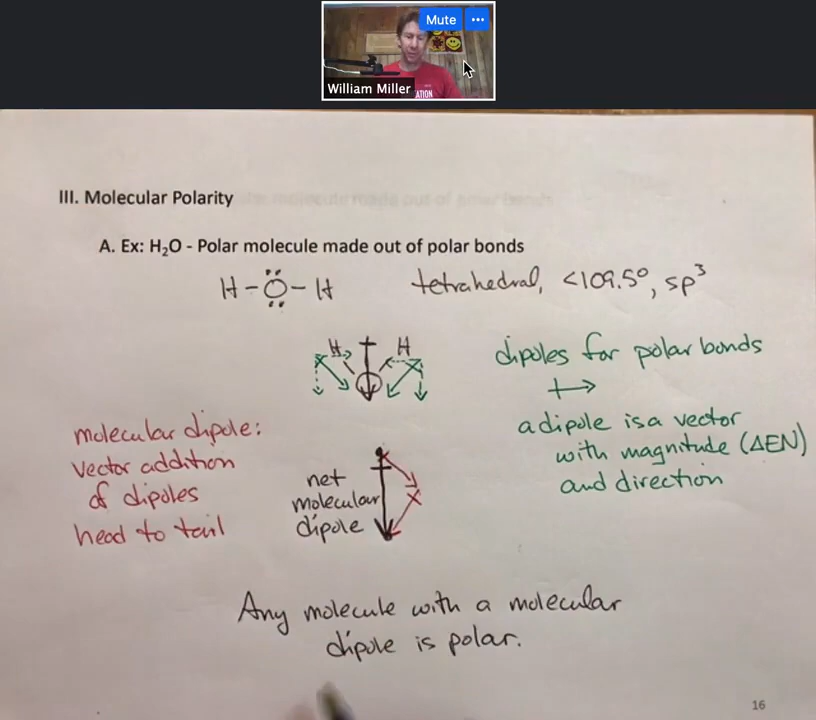 Mute
William Miller
III. Molecular Polarity
A. Ex: H₂O - Polar molecule made out of polar bonds
H-Ö-H tetrahedral, <109.5°, sp³
H H
O
dipoles for polar bonds
a dipole is a vector
with magnitude (ΔEN)
and direction
molecular dipole:
vector addition
of dipoles
head to tail
net
molecular
dipole
Any molecule with a molecular
dipole is polar.
16